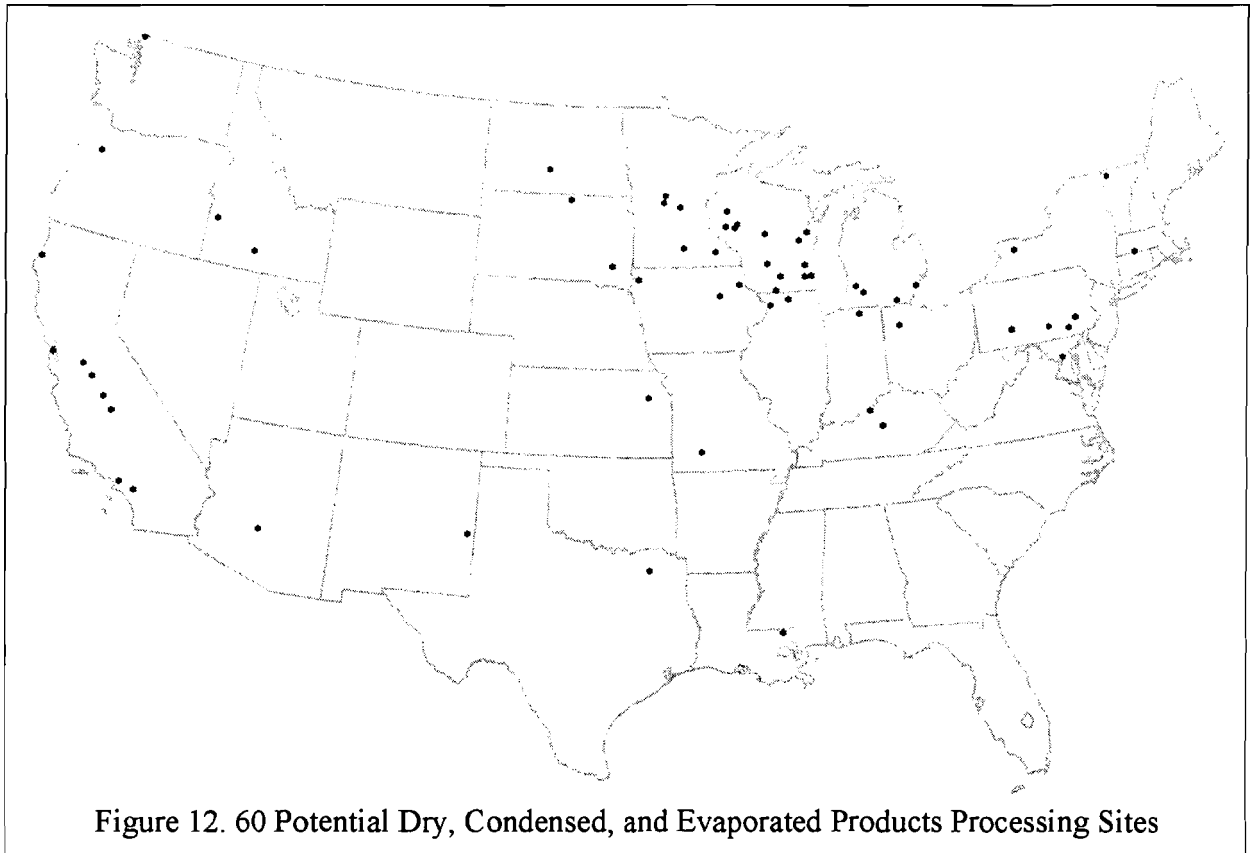 Figure 12. 60 Potential Dry, Condensed, and Evaporated Products Processing Sites